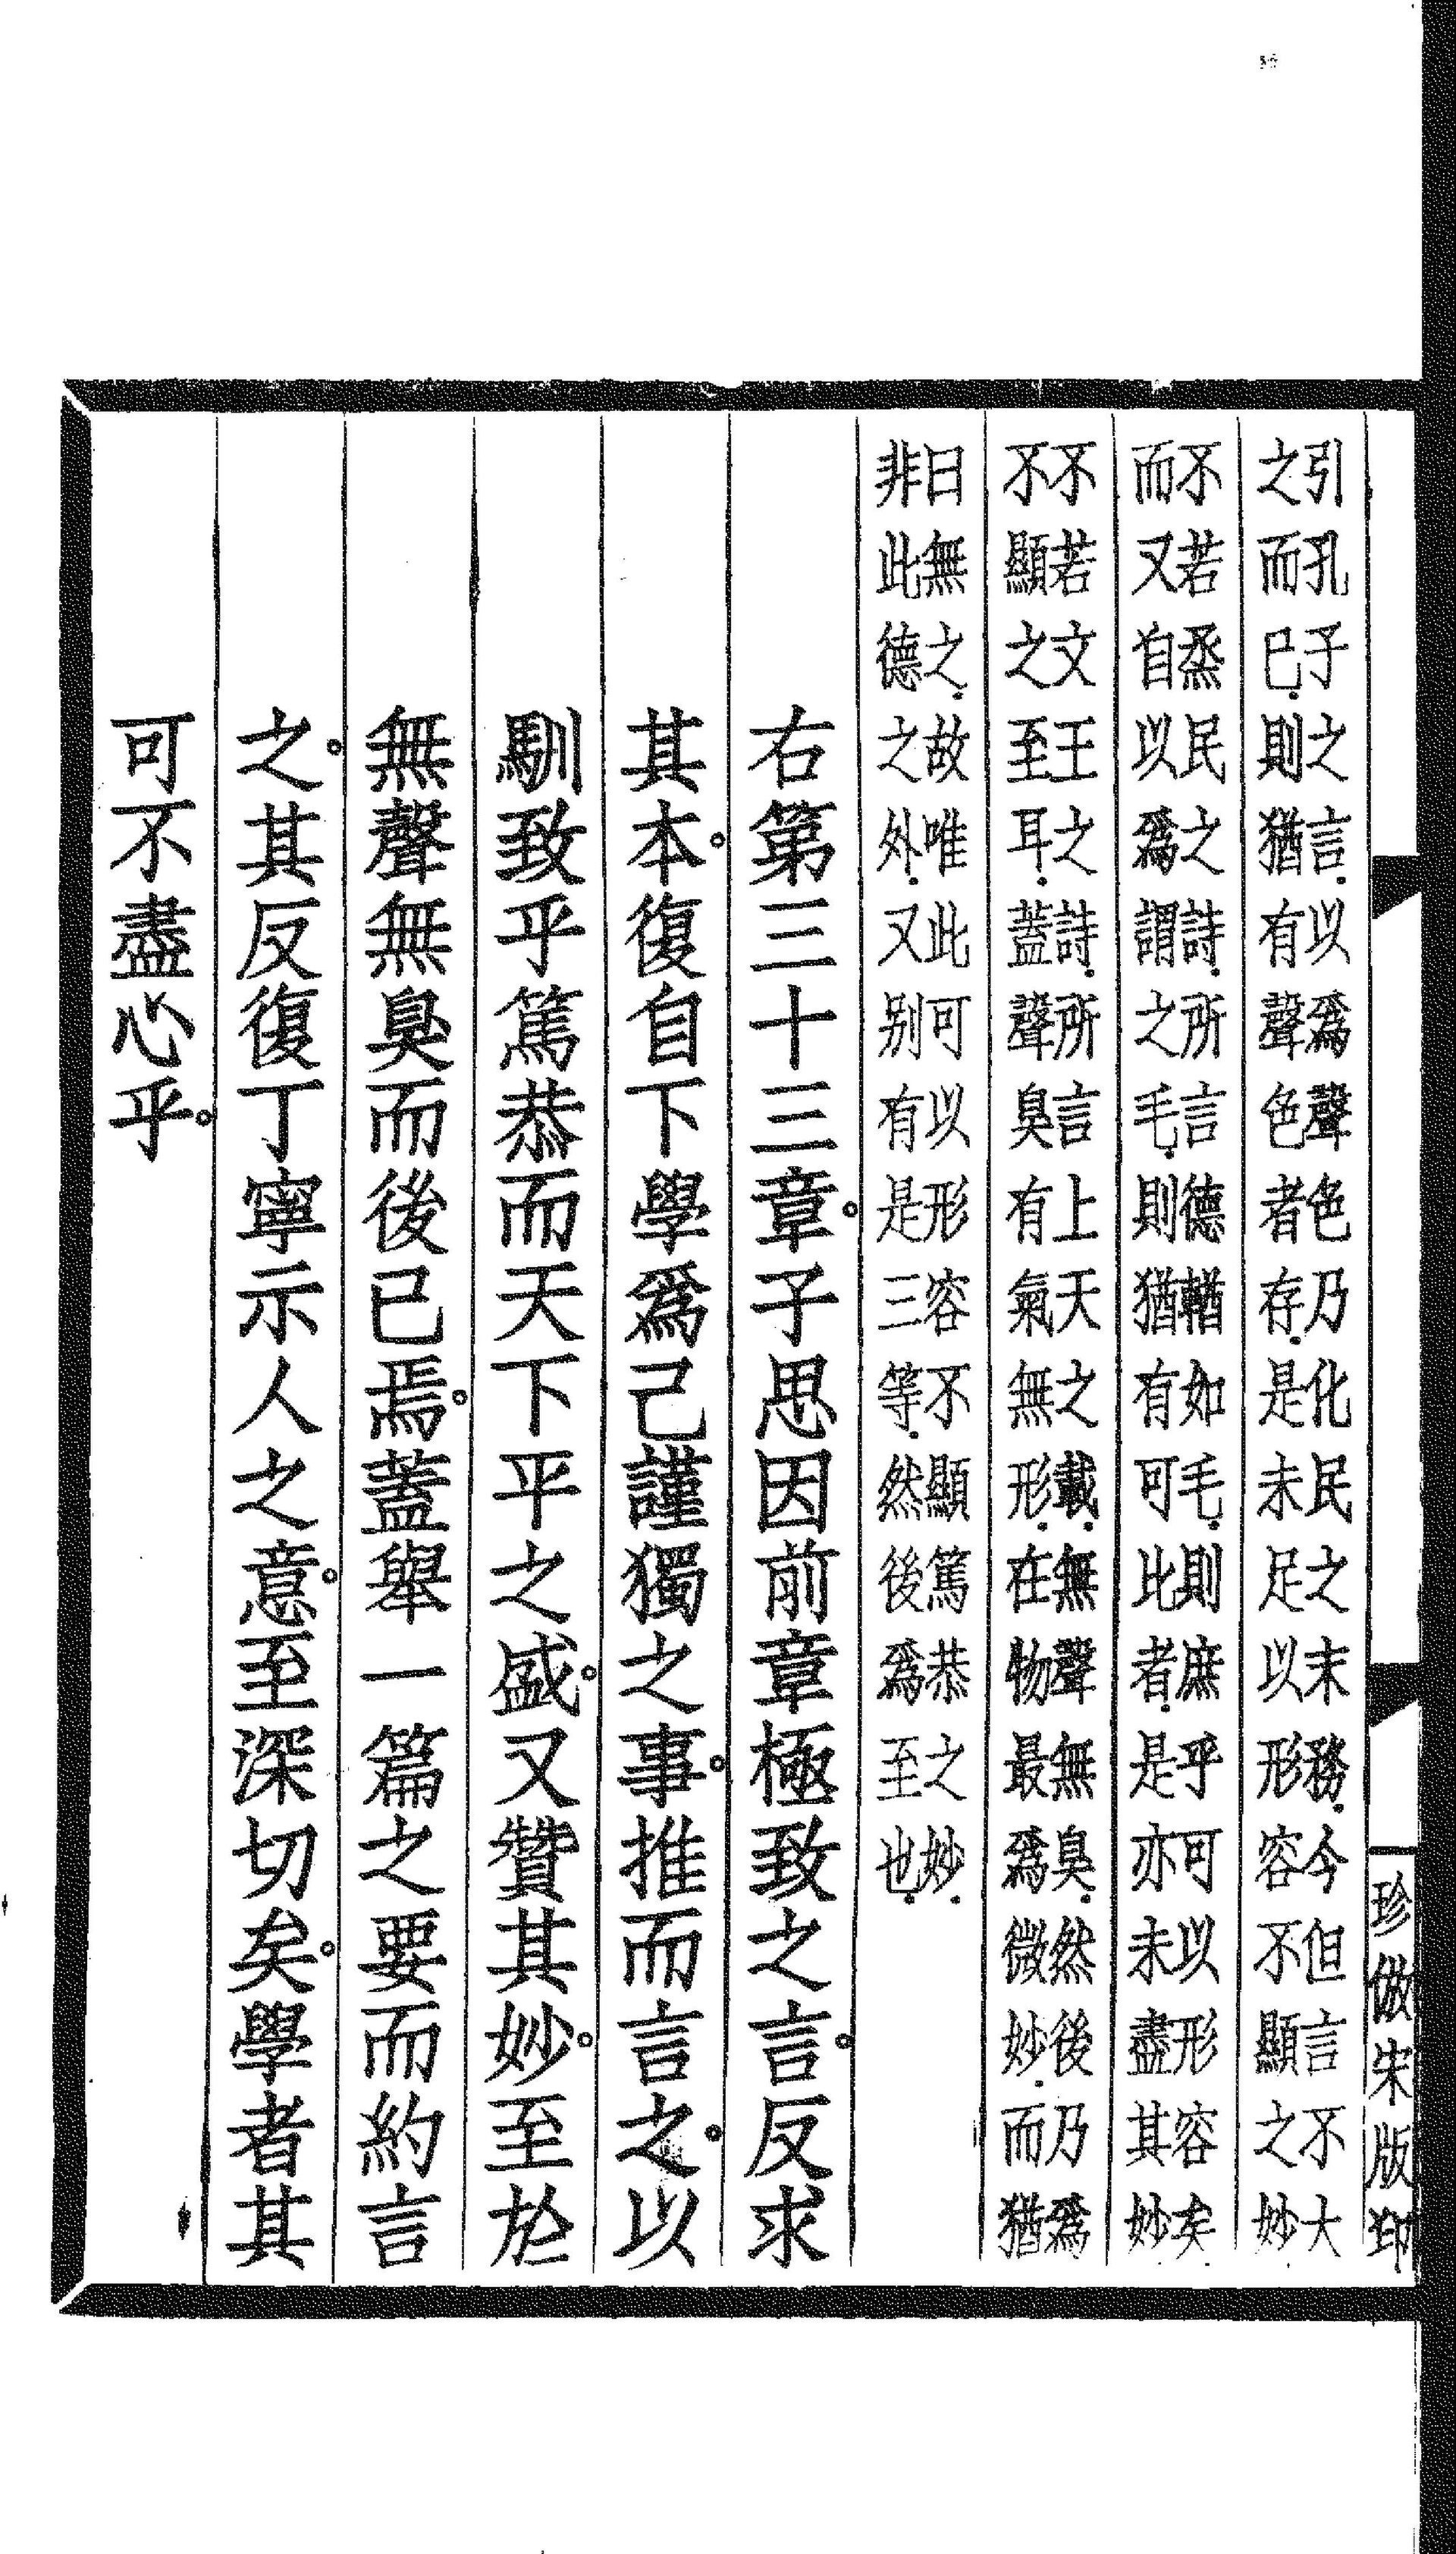 引孔子之言.以爲聲色乃化民之末務.今但言不大
之而已.則猶有聲色者存.是未足以形容不顯之妙
不若烝民之詩.所言德輶如毛.則庶乎可以形容矣.
而又自以爲謂之毛.則猶有可比者.是亦未盡其妙.
不若文王之詩.所言上天之載.無聲無臭.然後乃爲
不顯之至耳.蓋聲臭有氣無形.在物最爲微妙.而猶
曰無之.故唯此可以形容不顯篤恭之妙.
非此德之外.又別有是三等.然後爲至也.
右第三十三章。子思因前章極致之言。反求
其本。復自下學爲己謹獨之事。推而言之。以
馴致乎篤恭而天下平之盛。又贊其妙。至於
無聲無臭而後已焉。蓋舉一篇之要而約言
之。其反復丁寧示人之意。至深切矣。學者其
可不盡心乎。
珍倣宋版印